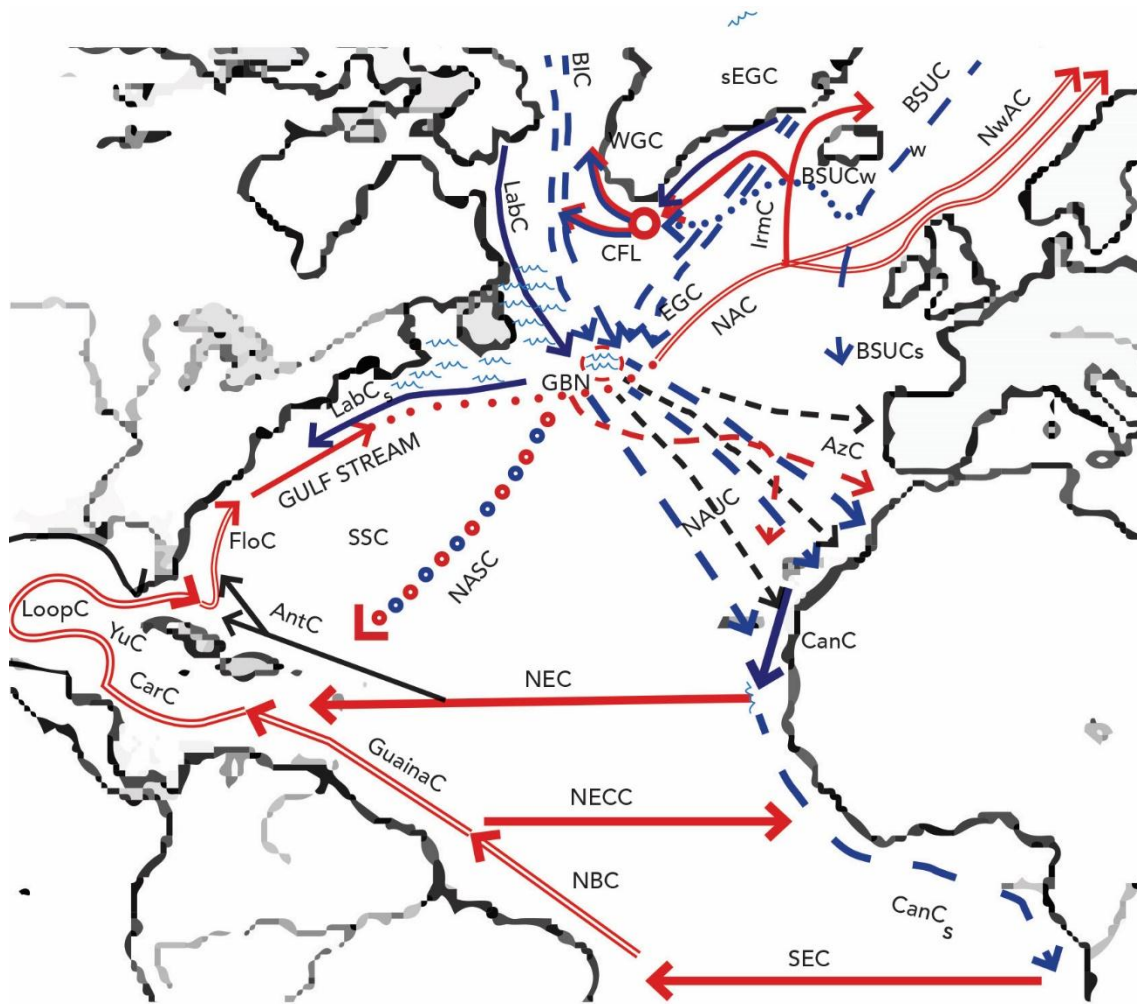 BIC
sEGC
BSUC
NwAC
w
WGC
LabC
BSUCw
IrmC
CFL
EGC
NAC
BSUCs
GBN
LabCs
AzC
GULF STREAM
NAUC
FloC
SSC
NASC
LoopC
AntC
YuC
CanC
CarC
NEC
GuainaC
NECC
NBC
CanCs
SEC